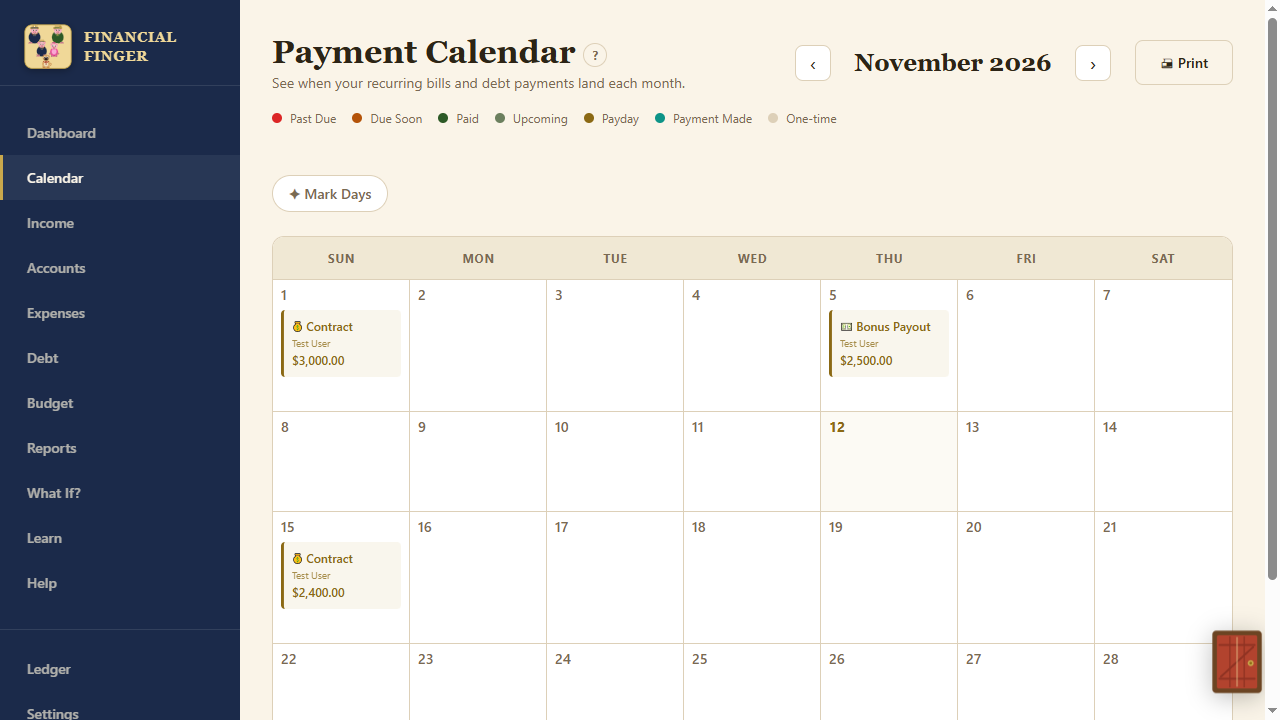 FINANCIAL
FINGER
Dashboard
Calendar
Income
Accounts
Expenses
Debt
Budget
Reports
What If?
Learn
Help
Ledger
Settings
Payment Calendar ?
See when your recurring bills and debt payments land each month.
‹ November 2026 › Print
Past Due Due Soon Paid Upcoming Payday Payment Made One-time
✦ Mark Days
SUN MON TUE WED THU FRI SAT
1 2 3 4 5 6 7
Contract Bonus Payout
Test User Test User
$3,000.00 $2,500.00
8 9 10 11 12 13 14
15 16 17 18 19 20 21
Contract
Test User
$2,400.00
22 23 24 25 26 27 28